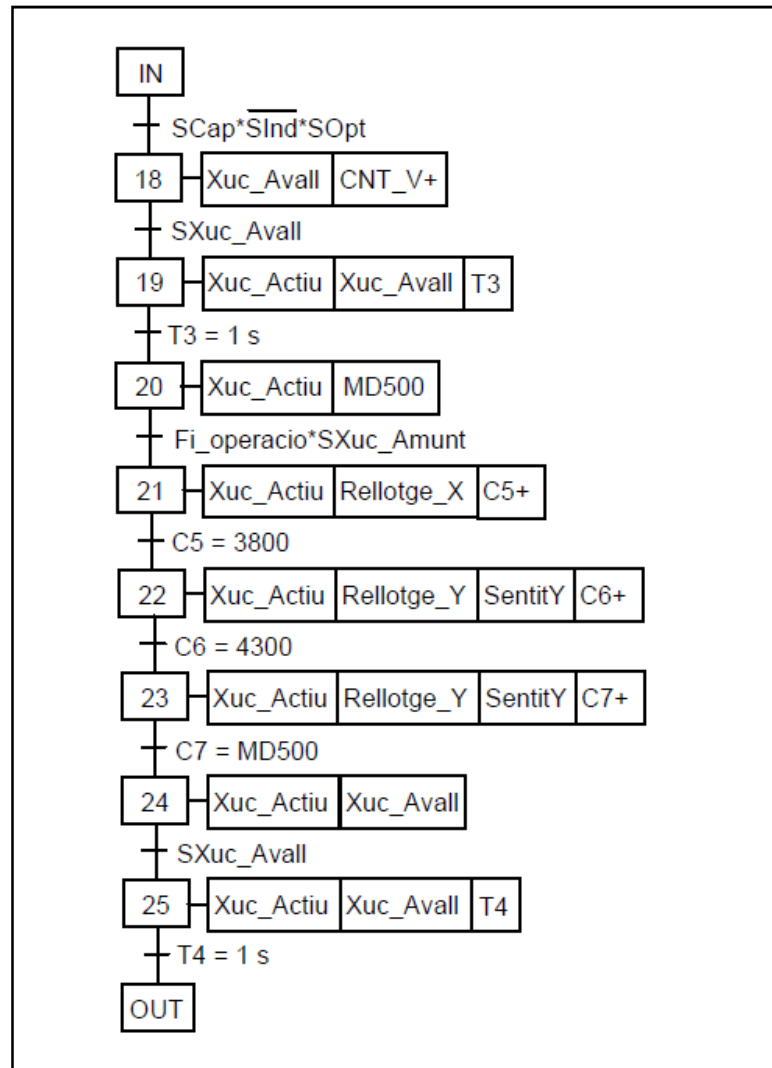 IN
SCap*S̅I̅n̅d̅*SOpt
18 Xuc_Avall CNT_V+
SXuc_Avall
19 Xuc_Actiu Xuc_Avall T3
T3 = 1 s
20 Xuc_Actiu MD500
Fi_operacio*SXuc_Amunt
21 Xuc_Actiu Rellotge_X C5+
C5 = 3800
22 Xuc_Actiu Rellotge_Y SentitY C6+
C6 = 4300
23 Xuc_Actiu Rellotge_Y SentitY C7+
C7 = MD500
24 Xuc_Actiu Xuc_Avall
SXuc_Avall
25 Xuc_Actiu Xuc_Avall T4
T4 = 1 s
OUT